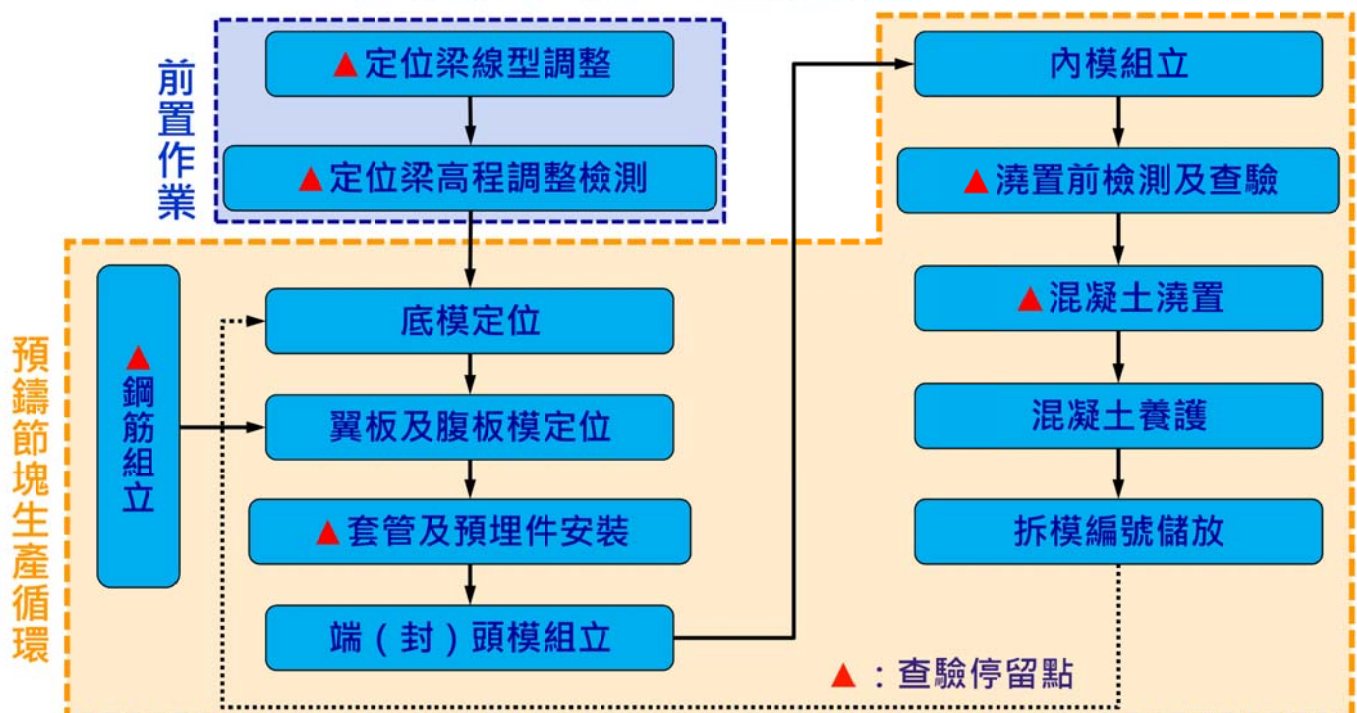 前置作業
▲定位梁線型調整
▲定位梁高程調整檢測
預鑄節塊生產循環
▲鋼筋組立
底模定位
翼板及腹板模定位
▲套管及預埋件安裝
端（封）頭模組立
內模組立
▲澆置前檢測及查驗
▲混凝土澆置
混凝土養護
拆模編號儲放
▲：查驗停留點